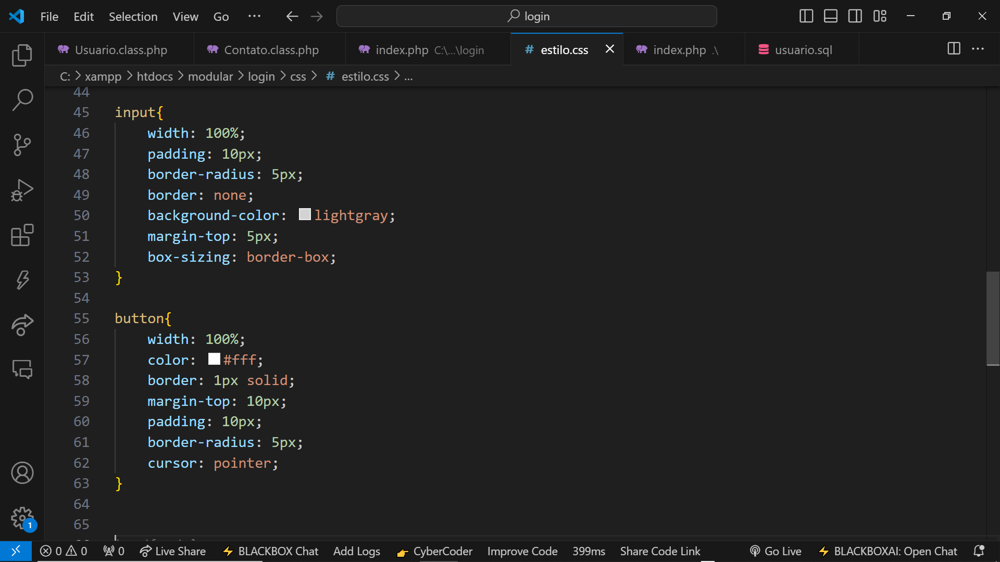 File Edit Selection View Go ··· login
Usuario.class.php Contato.class.php index.php C:\...\login # estilo.css index.php .\ usuario.sql
C: > xampp > htdocs > modular > login > css > # estilo.css > ...
44
45 input{
46 width: 100%;
47 padding: 10px;
48 border-radius: 5px;
49 border: none;
50 background-color: lightgray;
51 margin-top: 5px;
52 box-sizing: border-box;
53 }
54
55 button{
56 width: 100%;
57 color: #fff;
58 border: 1px solid;
59 margin-top: 10px;
60 padding: 10px;
61 border-radius: 5px;
62 cursor: pointer;
63 }
64
65
1
0 0 0 Live Share BLACKBOX Chat Add Logs CyberCoder Improve Code 399ms Share Code Link Go Live BLACKBOXAI: Open Chat